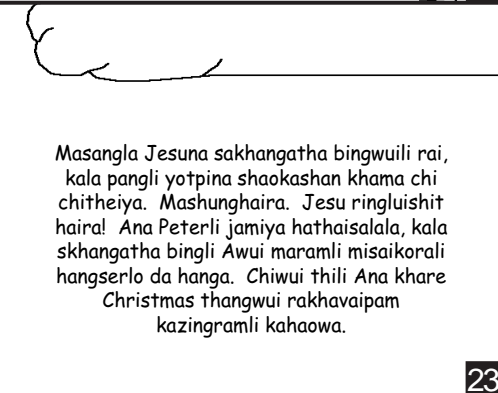 Masangla Jesuna sakhangatha bingwuili rai,
kala pangli yotpina shaokashan khama chi
chitheiya.  Mashunghaira.  Jesu ringluishit
haira!  Ana Peterli jamiya hathaisalala, kala
skhangatha bingli Awui maramli misaikorali
hangserlo da hanga.  Chiwui thili Ana khare
Christmas thangwui rakhavaipam
kazingramli kahaowa.
23